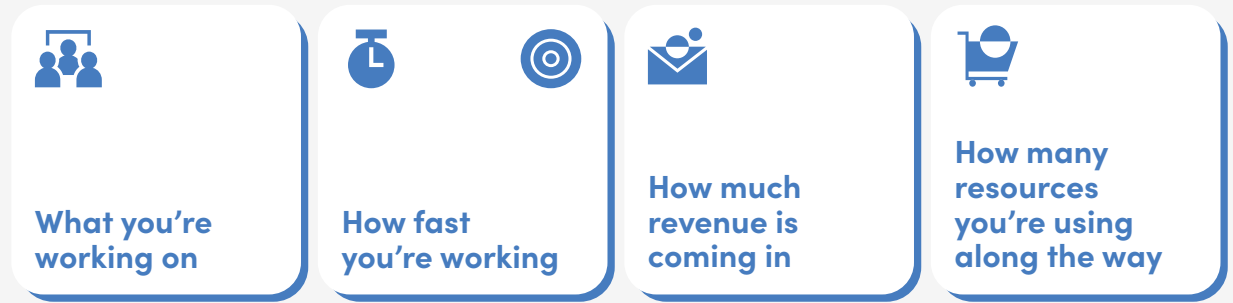 What you’re
working on
How fast
you’re working
How much
revenue is
coming in
How many
resources
you’re using
along the way